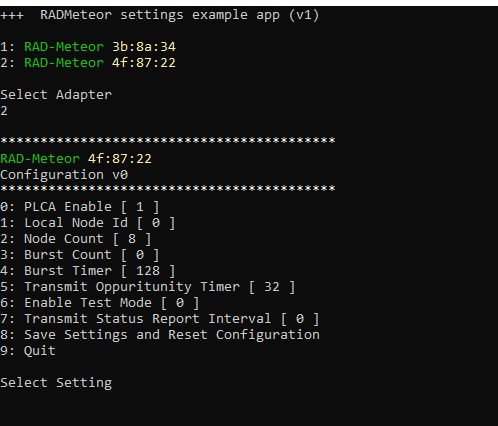 +++  RADMeteor settings example app (v1)
1: RAD-Meteor 3b:8a:34
2: RAD-Meteor 4f:87:22
Select Adapter
2
******************************************
RAD-Meteor 4f:87:22
Configuration v0
******************************************
0: PLCA Enable [ 1 ]
1: Local Node Id [ 0 ]
2: Node Count [ 8 ]
3: Burst Count [ 0 ]
4: Burst Timer [ 128 ]
5: Transmit Oppuritunity Timer [ 32 ]
6: Enable Test Mode [ 0 ]
7: Transmit Status Report Interval [ 0 ]
8: Save Settings and Reset Configuration
9: Quit
Select Setting